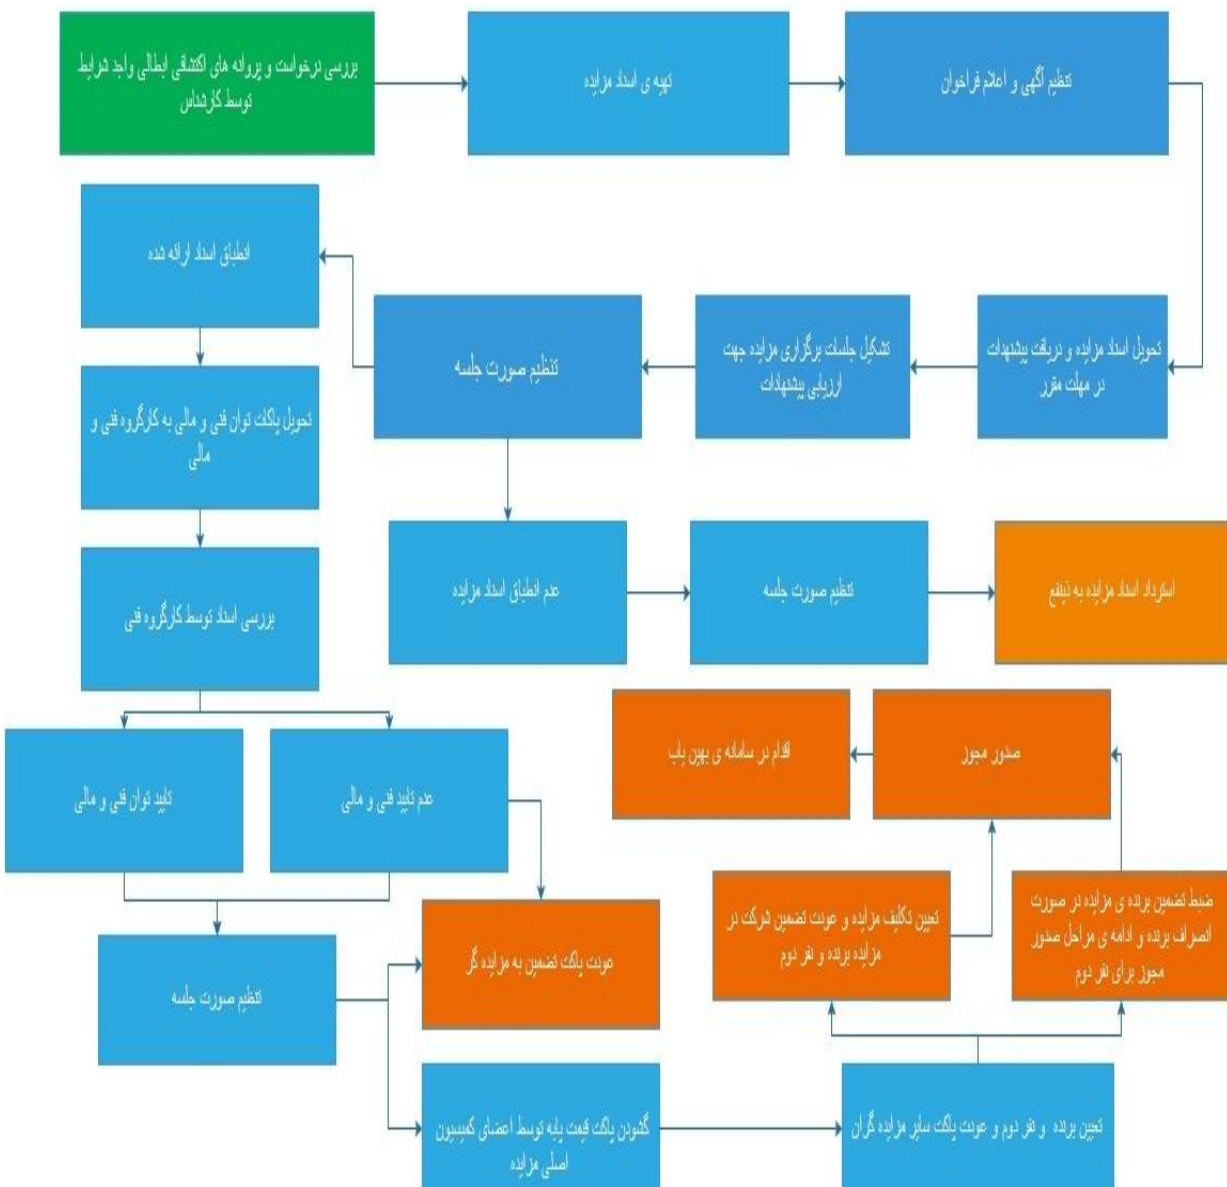 بررسی درخواست و پروانه های اکتشافی ابطالی واجد شرایط
توسط کارشناس
تهیه ی اسناد مزایده
تنظیم آگهی و اعلام فراخوان
تحویل اسناد مزایده و دریافت پیشنهادات
در مهلت مقرر
تشکیل جلسات برگزاری مزایده جهت
ارزیابی پیشنهادات
تنظیم صورت جلسه
انطباق اسناد ارائه شده
تحویل پاکات توان فنی و مالی به کارگروه فنی و
مالی
بررسی اسناد توسط کارگروه فنی
عدم انطباق اسناد مزایده
تنظیم صورت جلسه
استرداد اسناد مزایده به ذینفع
تایید توان فنی و مالی
عدم تایید فنی و مالی
تنظیم صورت جلسه
عودت پاکت تضمین به مزایده گر
گشودن پاکت قیمت پایه توسط اعضای کمیسیون
اصلی مزایده
تعیین برنده و نفر دوم و عودت پاکت سایر مزایده گران
تعیین تکلیف مزایده و عودت تضمین شرکت در
مزایده برنده و نفر دوم
ضبط تضمین برنده ی مزایده در صورت
انصراف برنده و ادامه ی مراحل صدور
مجوز برای نفر دوم
صدور مجوز
اقدام در سامانه ی بهین یاب